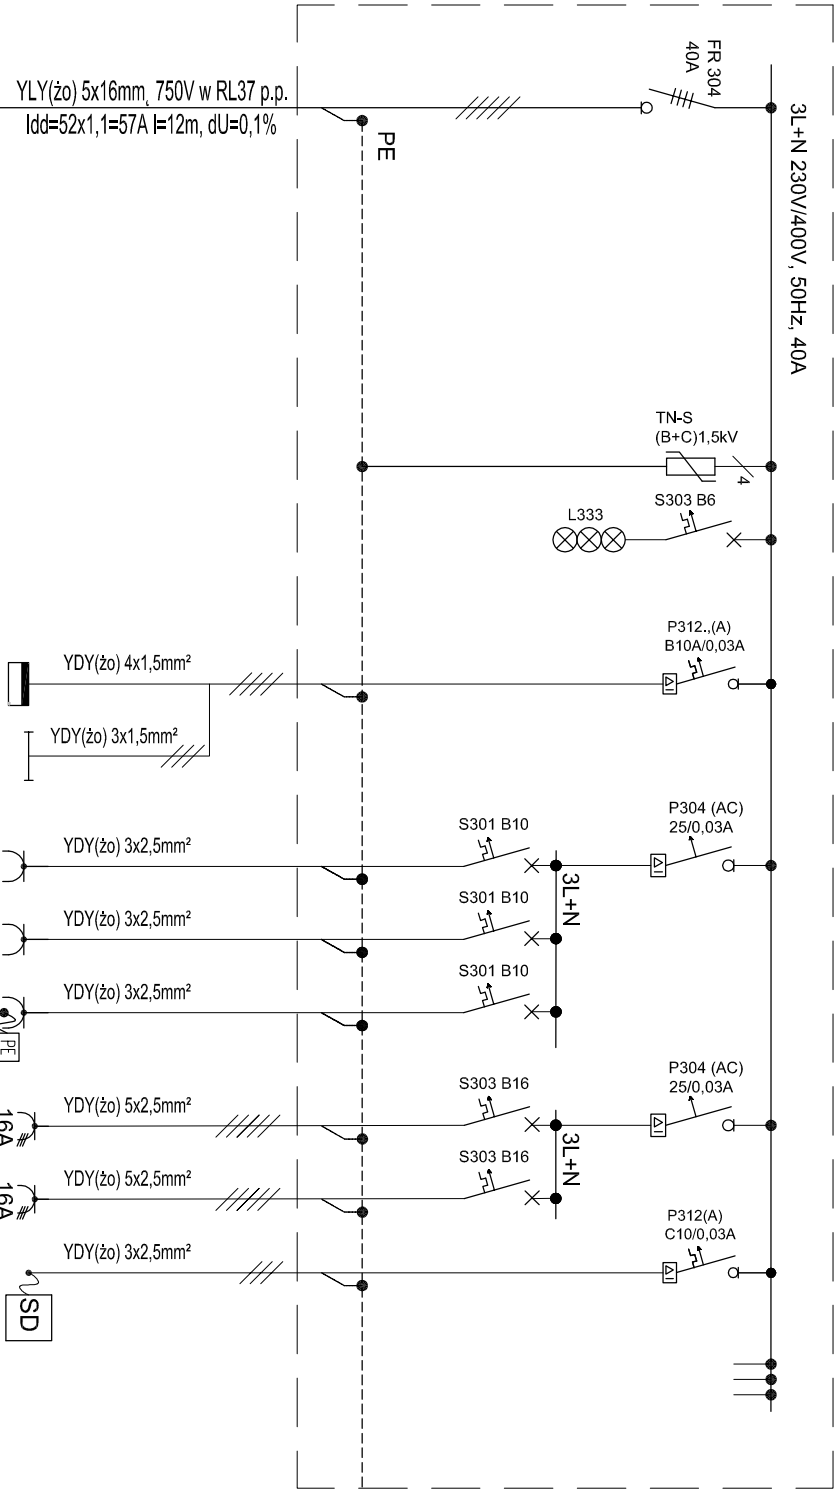 FR 304
40A
3L+N 230V/400V, 50Hz, 40A
YLY(żo) 5x16mm, 750V w RL37 p.p.
Idd=52x1,1=57A l=12m, dU=0,1%
PE
TN-S
(B+C)1,5kV
4
S303 B6
L333
P312.,(A)
B10A/0,03A
YDY(żo) 4x1,5mm²
YDY(żo) 3x1,5mm²
P304 (AC)
25/0,03A
3L+N
S301 B10
YDY(żo) 3x2,5mm²
S301 B10
YDY(żo) 3x2,5mm²
S301 B10
YDY(żo) 3x2,5mm²
PE
P304 (AC)
25/0,03A
3L+N
S303 B16
YDY(żo) 5x2,5mm²
16A
S303 B16
YDY(żo) 5x2,5mm²
16A
P312(A)
C10/0,03A
YDY(żo) 3x2,5mm²
SD